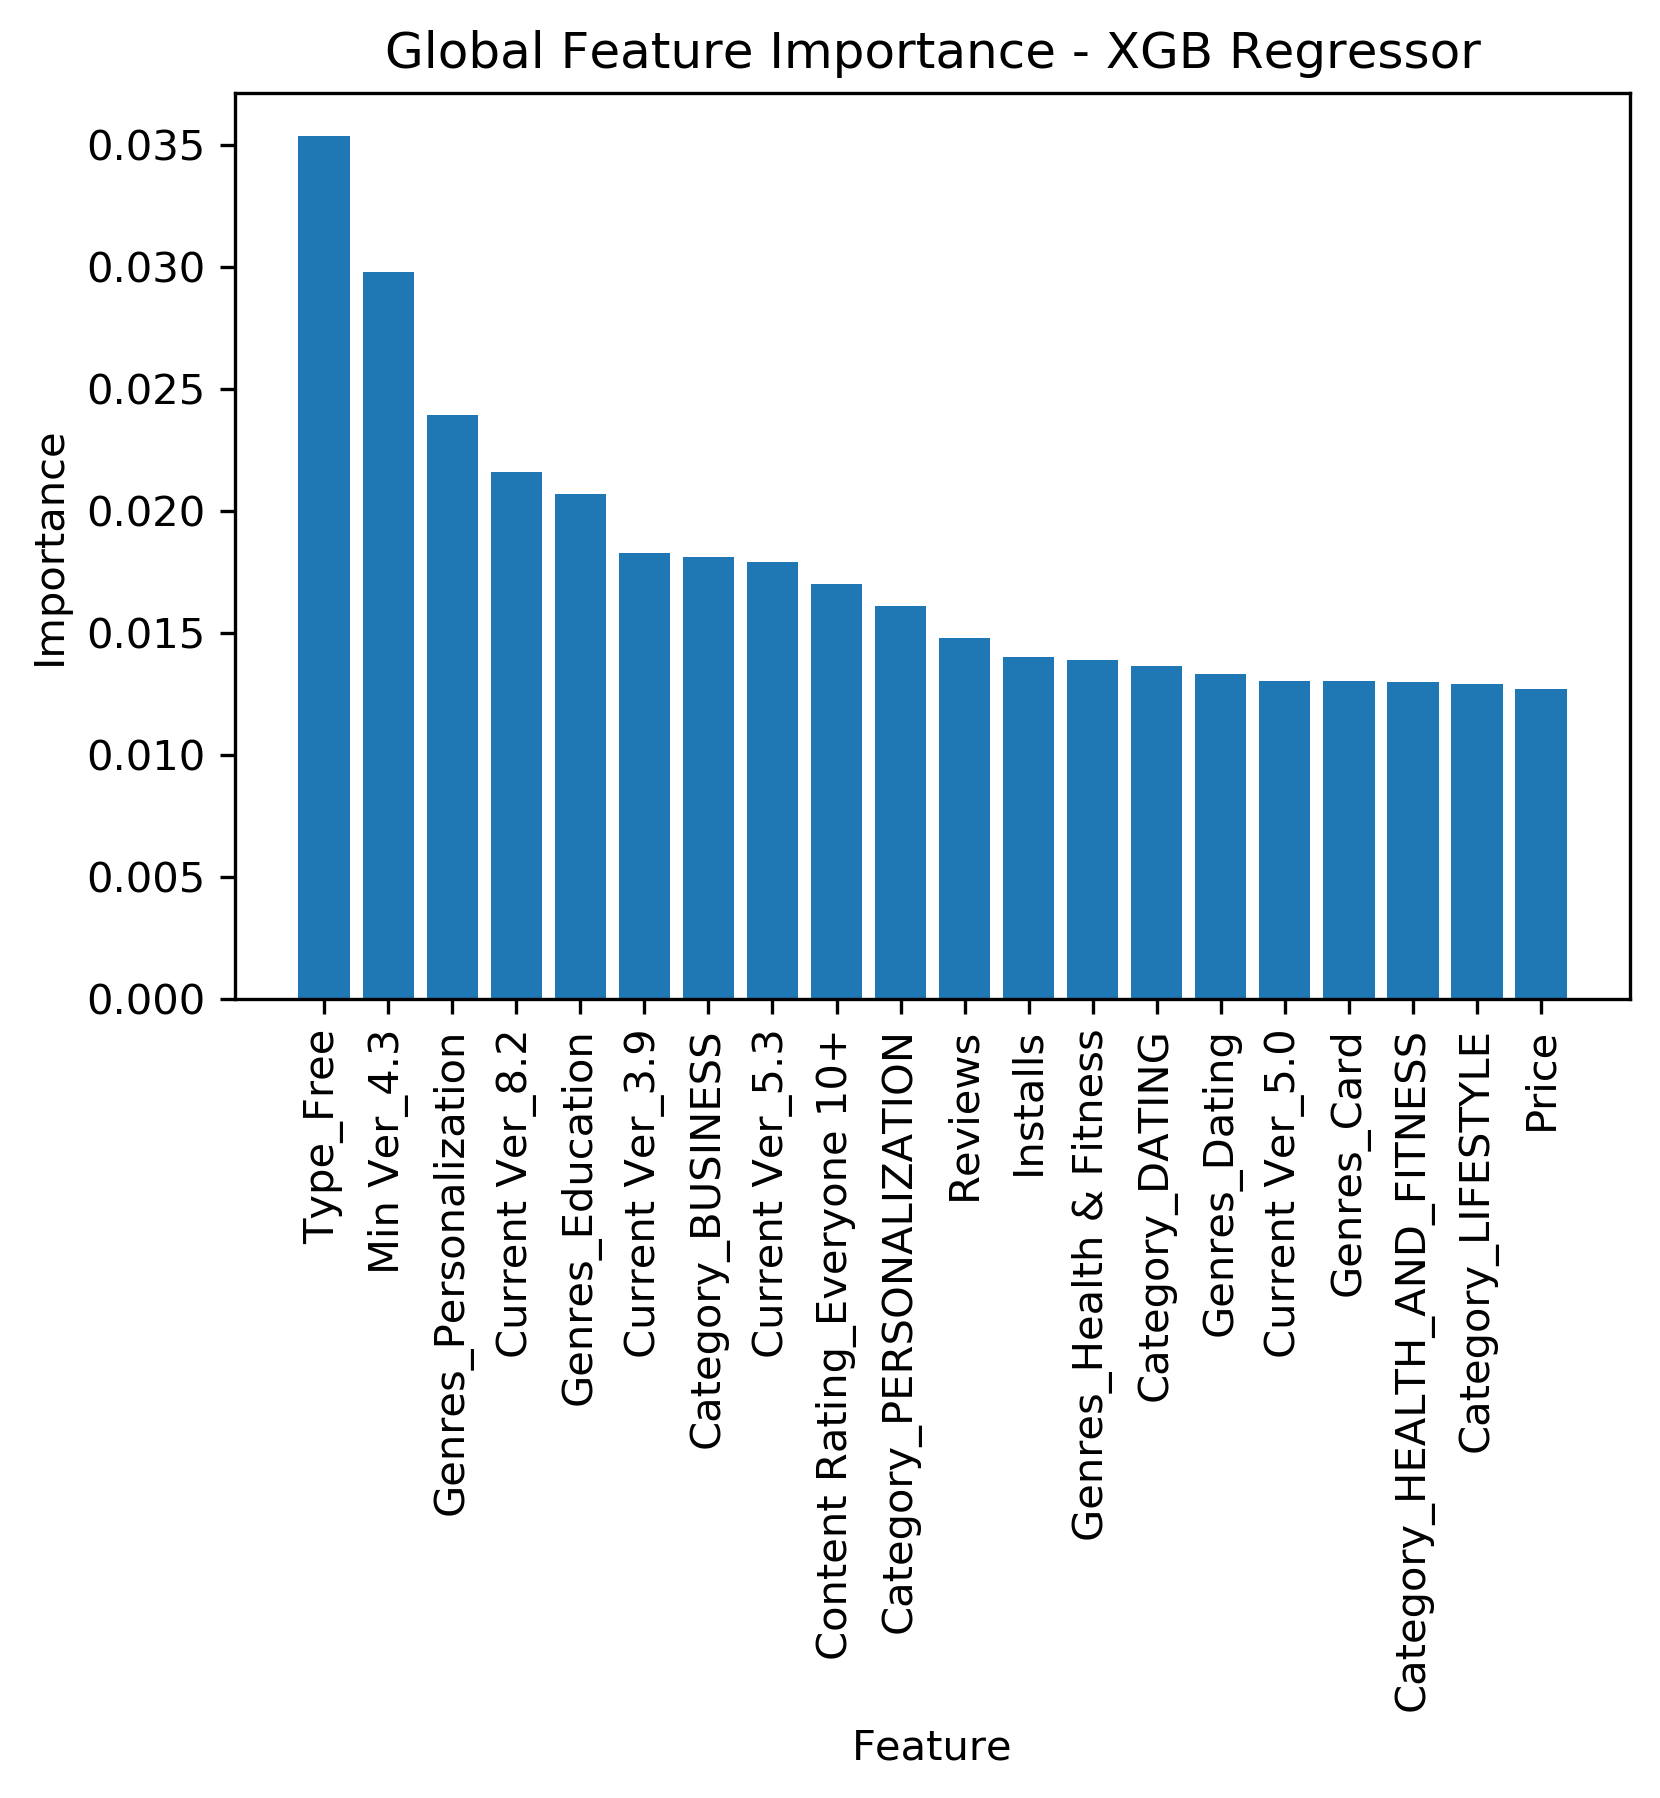 Global Feature Importance - XGB Regressor
Importance
0.035
0.030
0.025
0.020
0.015
0.010
0.005
0.000
Type_Free
Min Ver_4.3
Genres_Personalization
Current Ver_8.2
Genres_Education
Current Ver_3.9
Category_BUSINESS
Current Ver_5.3
Content Rating_Everyone 10+
Category_PERSONALIZATION
Reviews
Installs
Genres_Health & Fitness
Category_DATING
Genres_Dating
Current Ver_5.0
Genres_Card
Category_HEALTH_AND_FITNESS
Category_LIFESTYLE
Price
Feature